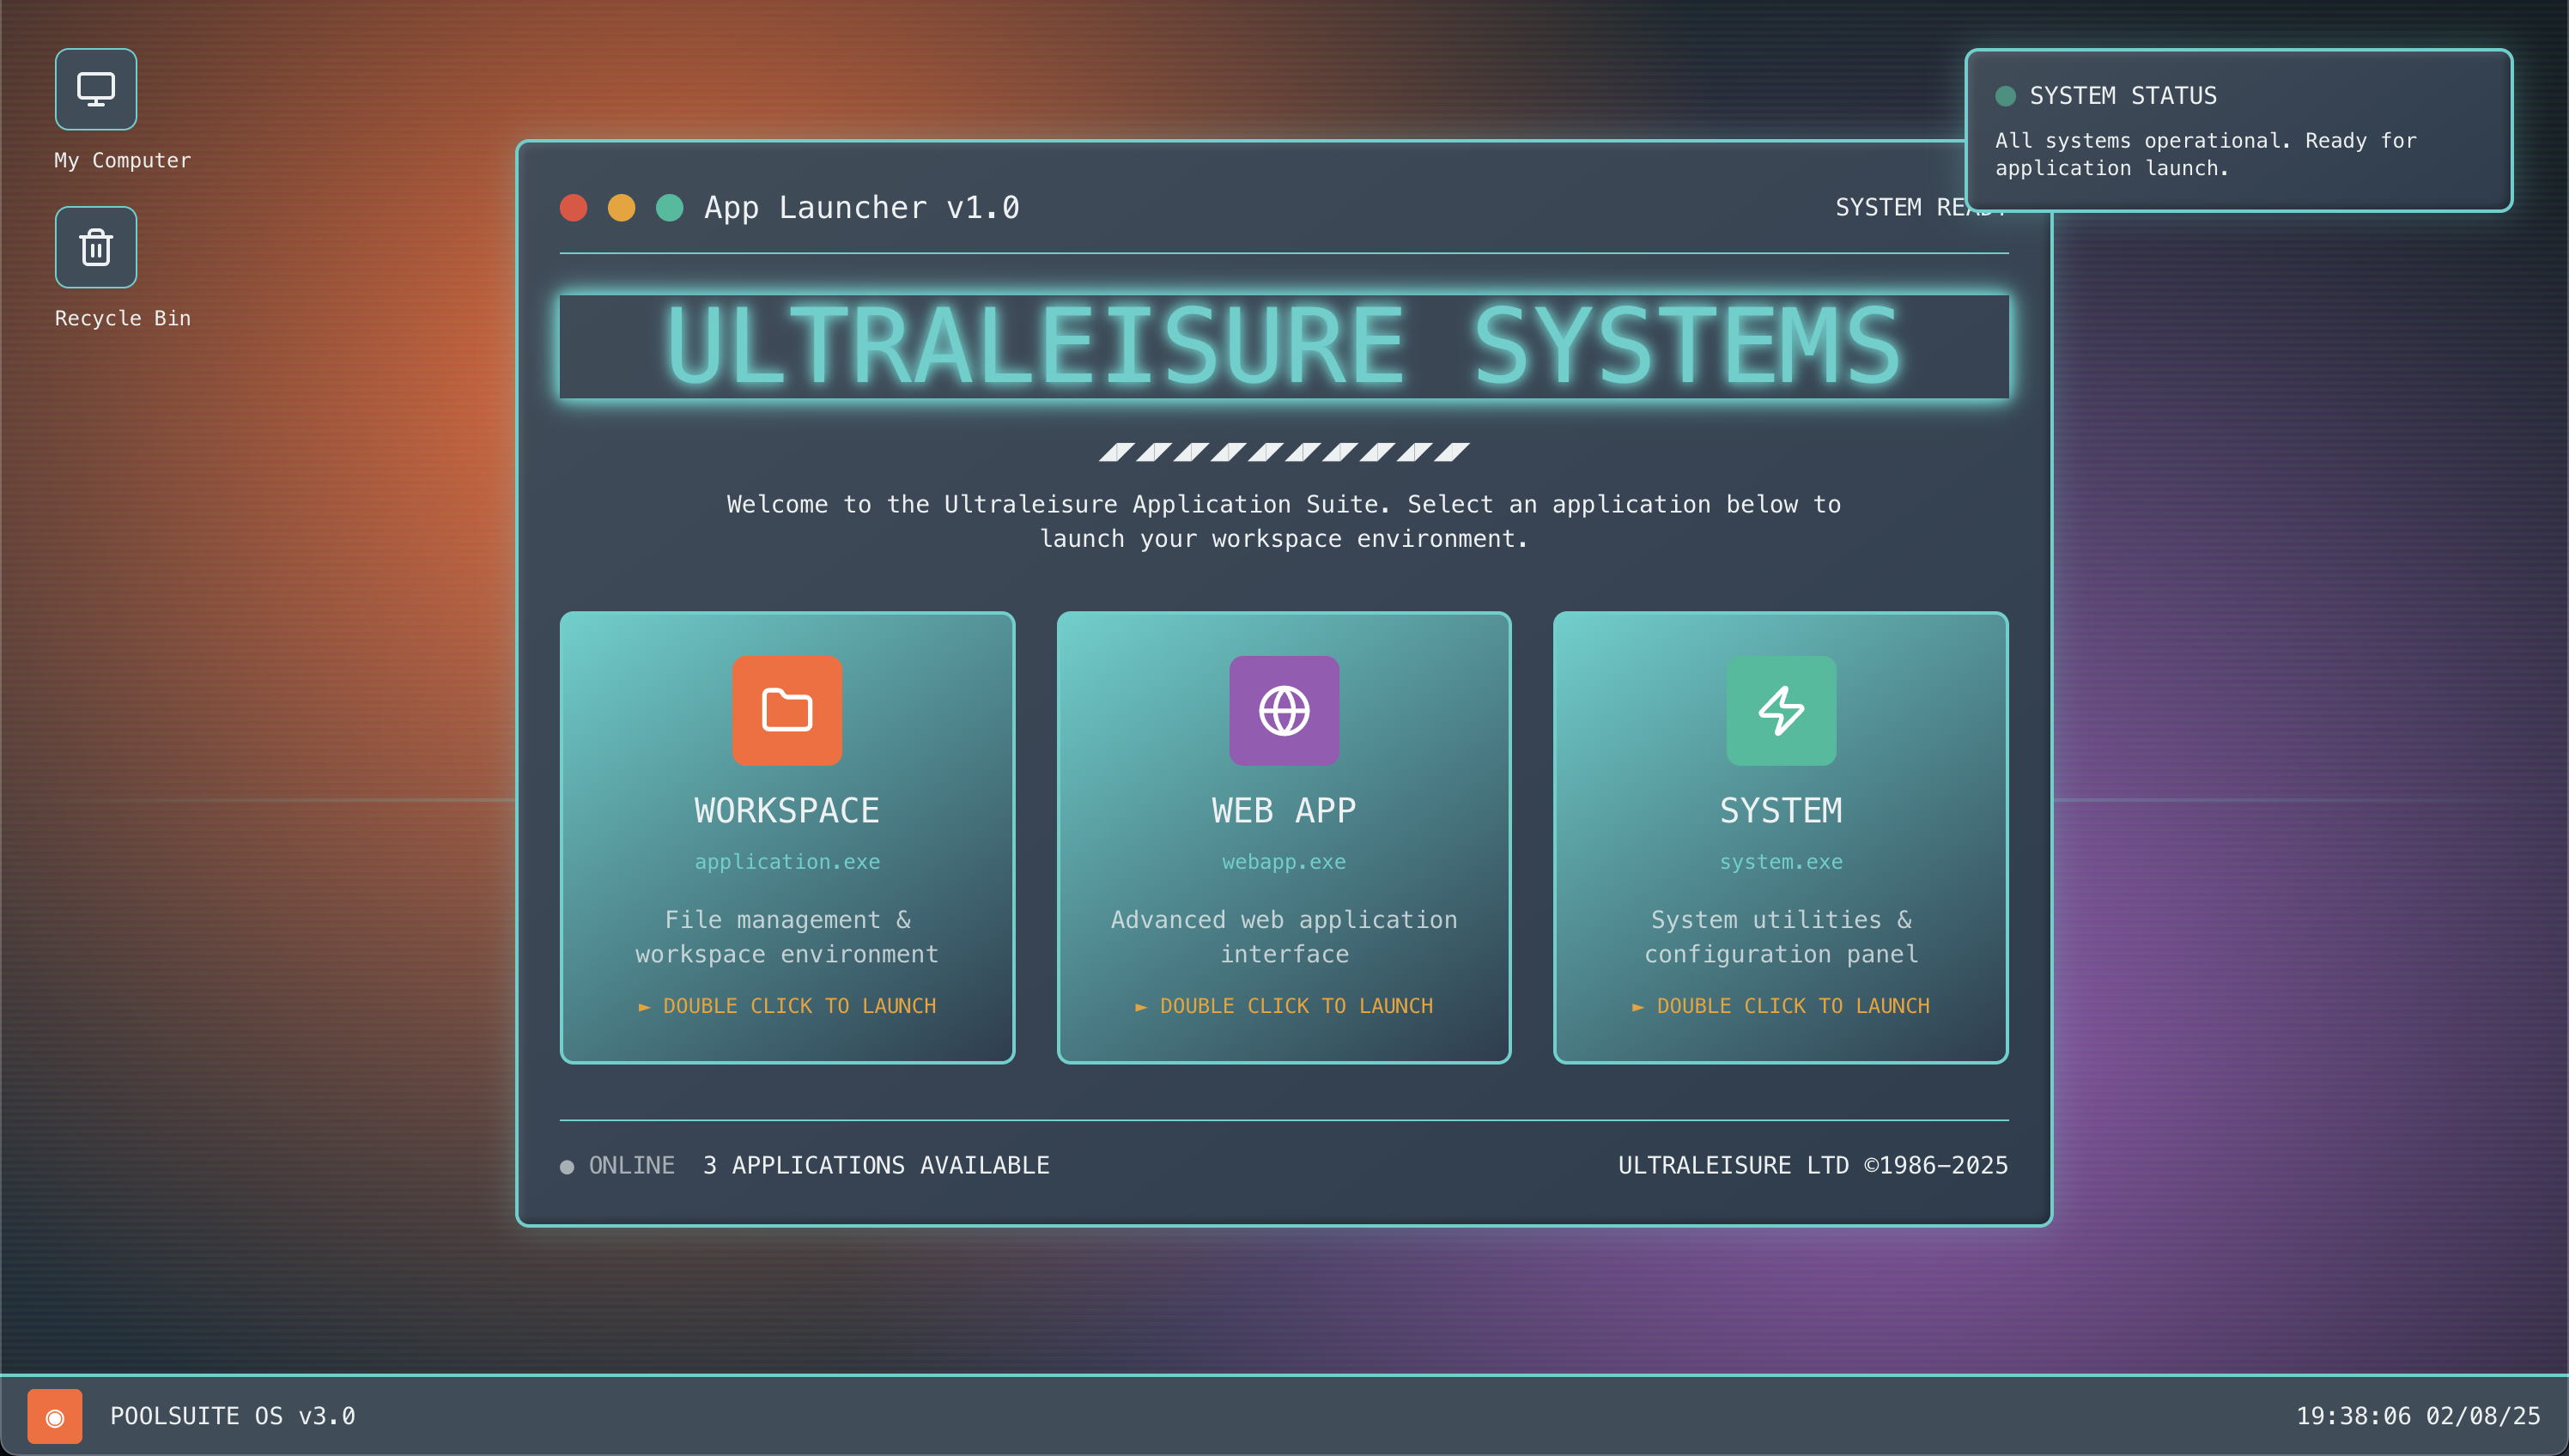 My Computer
Recycle Bin
SYSTEM STATUS
All systems operational. Ready for
application launch.
App Launcher v1.0
SYSTEM
ULTRALEISURE SYSTEMS
Welcome to the Ultraleisure Application Suite. Select an application below to
launch your workspace environment.
WORKSPACE
application.exe
File management &
workspace environment
► DOUBLE CLICK TO LAUNCH
WEB APP
webapp.exe
Advanced web application
interface
► DOUBLE CLICK TO LAUNCH
SYSTEM
system.exe
System utilities &
configuration panel
► DOUBLE CLICK TO LAUNCH
● ONLINE 3 APPLICATIONS AVAILABLE
ULTRALEISURE LTD ©1986–2025
POOLSUITE OS v3.0
19:38:06 02/08/25